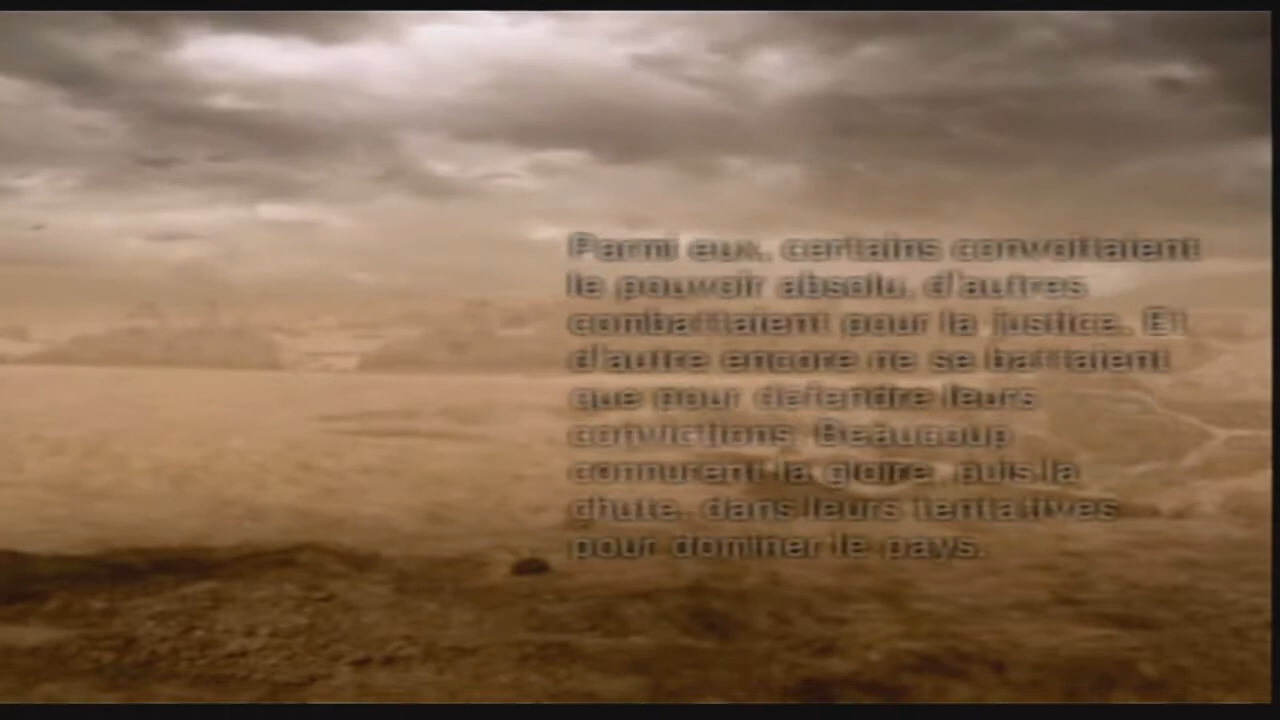 Parmi eux, certains convoitaient
le pouvoir absolu, d'autres
combattaient pour la justice. Et
d'autre encore ne se battaient
que pour défendre leurs
convictions. Beaucoup
connurent la gloire, puis la
chute, dans leurs tentatives
pour dominer le pays.